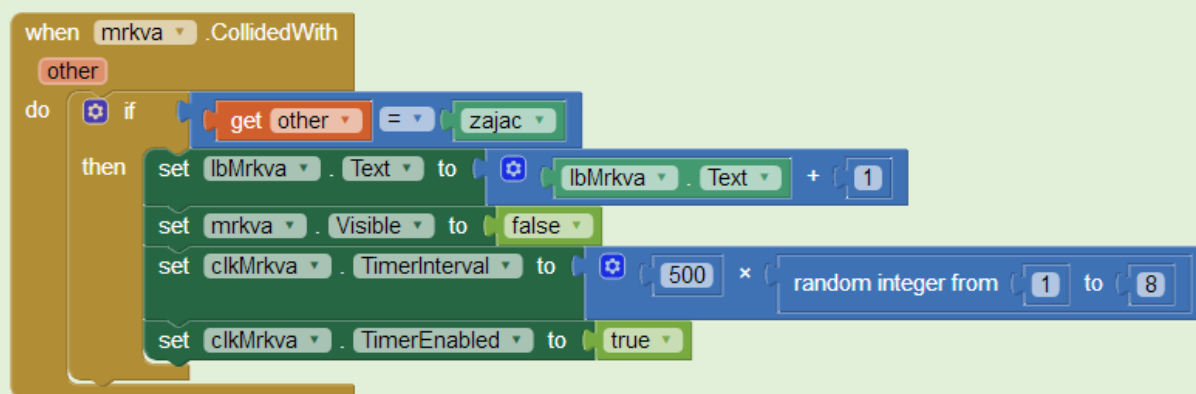 when mrkva .CollidedWith
other
do if get other = zajac
then set lbMrkva . Text to lbMrkva . Text + 1
set mrkva . Visible to false
set clkMrkva . TimerInterval to 500 × random integer from 1 to 8
set clkMrkva . TimerEnabled to true